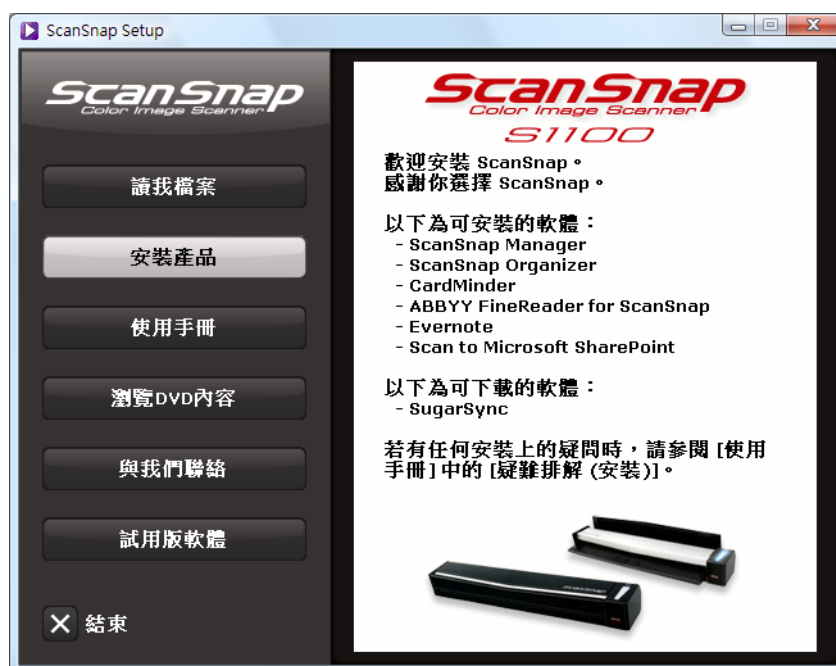 ScanSnap Setup
ScanSnap
Color Image Scanner
讀我檔案
安裝產品
使用手冊
瀏覽DVD內容
與我們聯絡
試用版軟體
結束
ScanSnap
Color Image Scanner
S1100
歡迎安裝 ScanSnap。
感謝你選擇 ScanSnap。
以下為可安裝的軟體：
- ScanSnap Manager
- ScanSnap Organizer
- CardMinder
- ABBYY FineReader for ScanSnap
- Evernote
- Scan to Microsoft SharePoint
以下為可下載的軟體：
- SugarSync
若有任何安裝上的疑問時，請參閱 [使用
手冊] 中的 [疑難排解 (安裝)]。